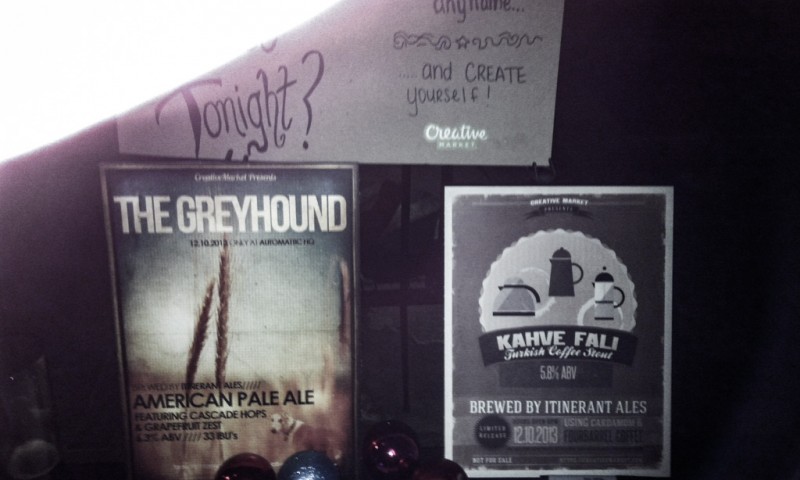 Tonight?
anyname...
....and CREATE
yourself!
Creative
MARKET
Creative Market Presents
THE GREYHOUND
12.10.2013 ONLY AT AUTOMATIC HQ
BREWED BY ITINERANT ALES/////
AMERICAN PALE ALE
FEATURING CASCADE HOPS
& GRAPEFRUIT ZEST
ABV //// 33 IBU's
CREATIVE MARKET
PRESENTS
KAHVE FALI
Turkish Coffee Stout
5.8% ABV
BREWED BY ITINERANT ALES
LIMITED
RELEASE
12.10.2013
USING CARDAMOM &
FOURBARREL COFFEE
NOT FOR SALE